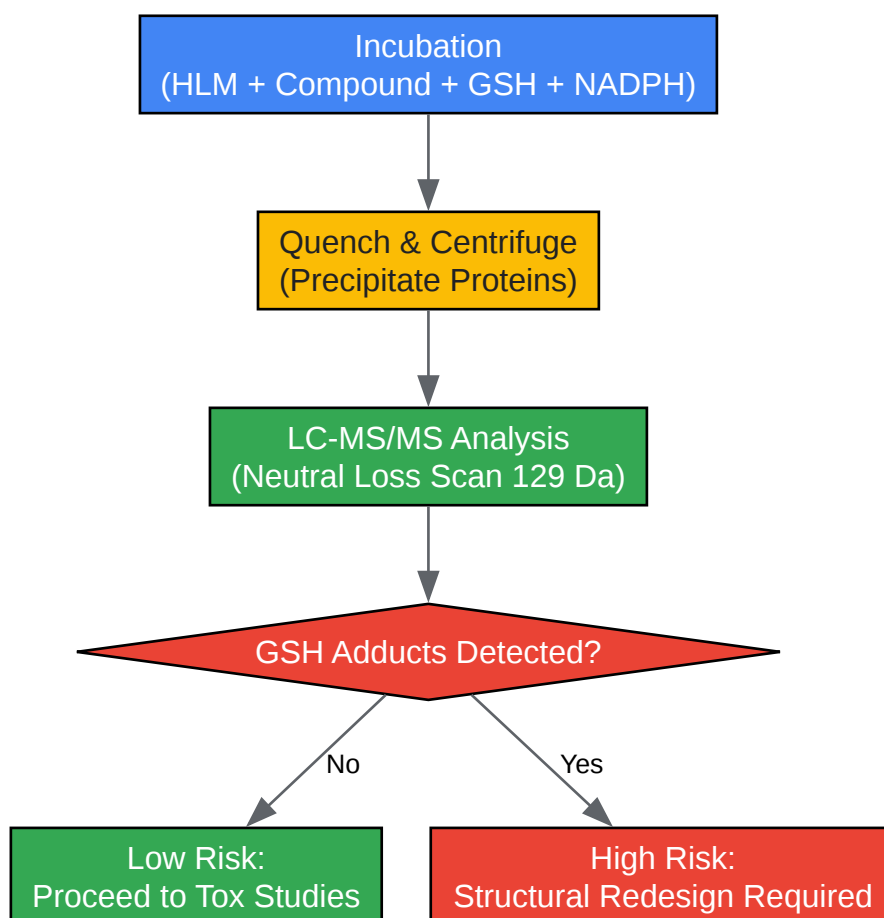 Incubation
(HLM + Compound + GSH + NADPH)
Quench & Centrifuge
(Precipitate Proteins)
LC-MS/MS Analysis
(Neutral Loss Scan 129 Da)
GSH Adducts Detected?
No
Yes
Low Risk:
Proceed to Tox Studies
High Risk:
Structural Redesign Required